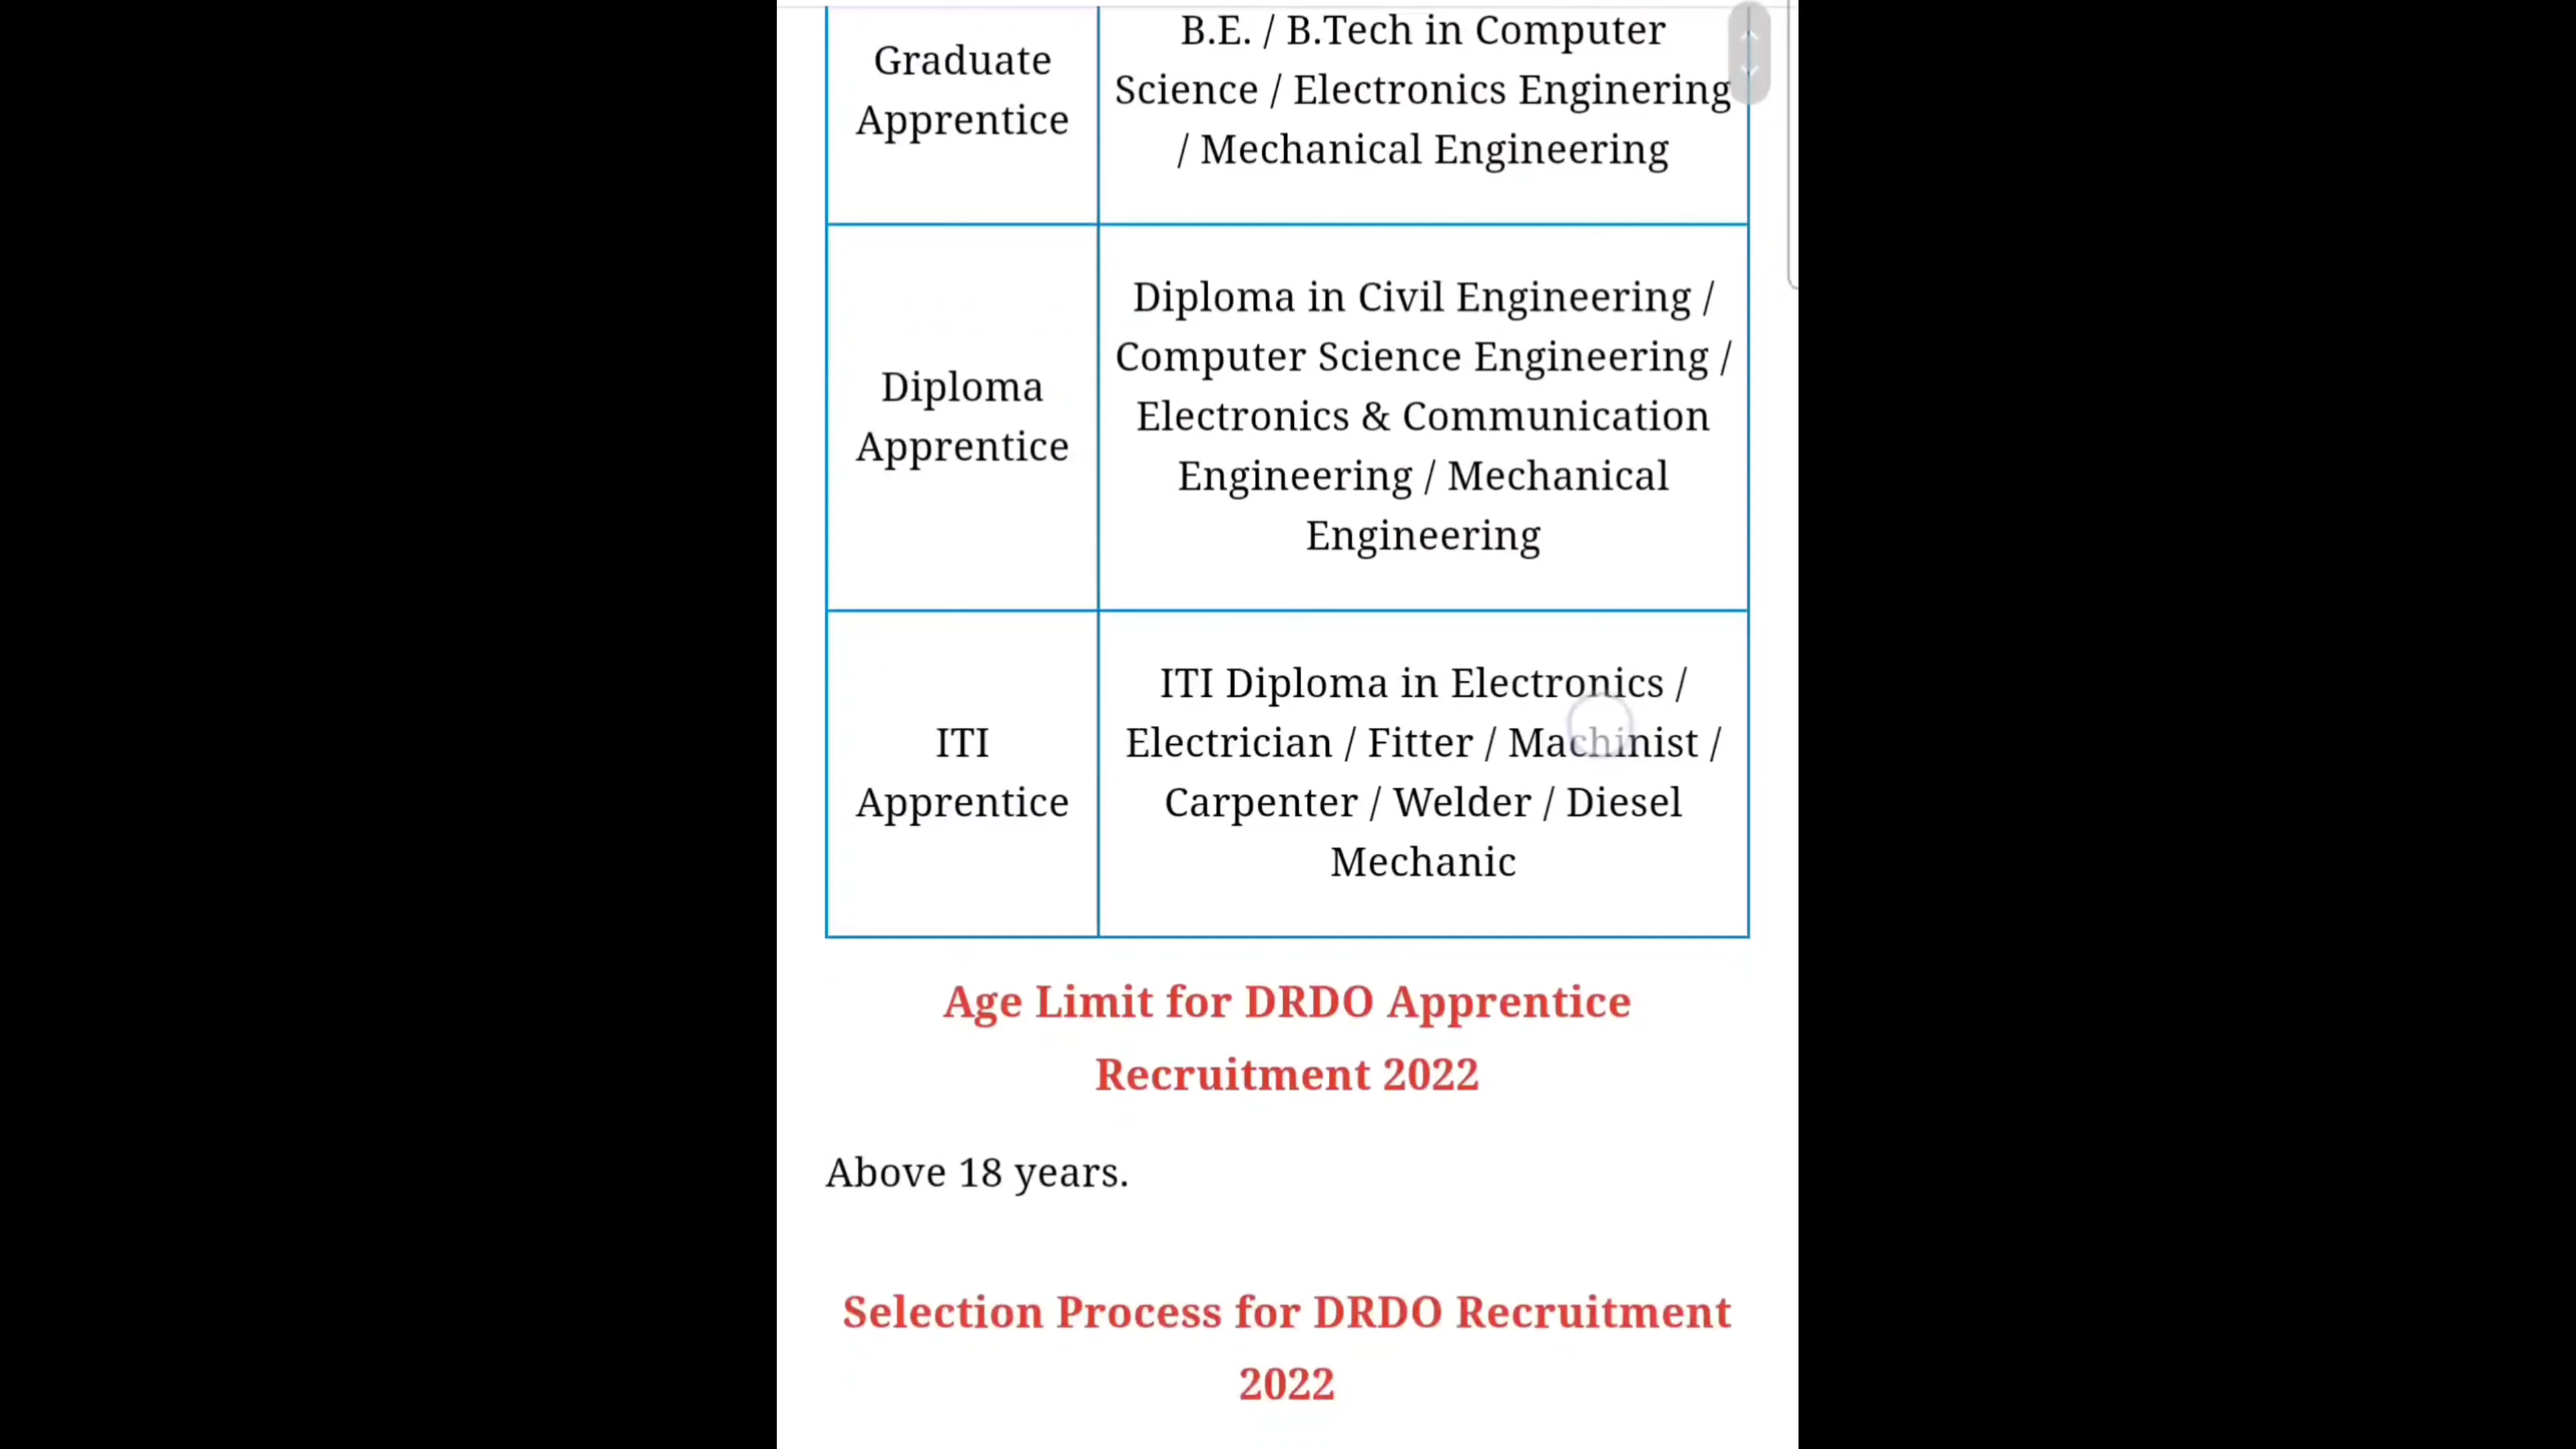 Graduate
Apprentice
B.E. / B.Tech in Computer
Science / Electronics Enginering
/ Mechanical Engineering
Diploma
Apprentice
Diploma in Civil Engineering /
Computer Science Engineering /
Electronics & Communication
Engineering / Mechanical
Engineering
ITI
Apprentice
ITI Diploma in Electronics /
Electrician / Fitter / Machinist /
Carpenter / Welder / Diesel
Mechanic
Age Limit for DRDO Apprentice
Recruitment 2022
Above 18 years.
Selection Process for DRDO Recruitment
2022